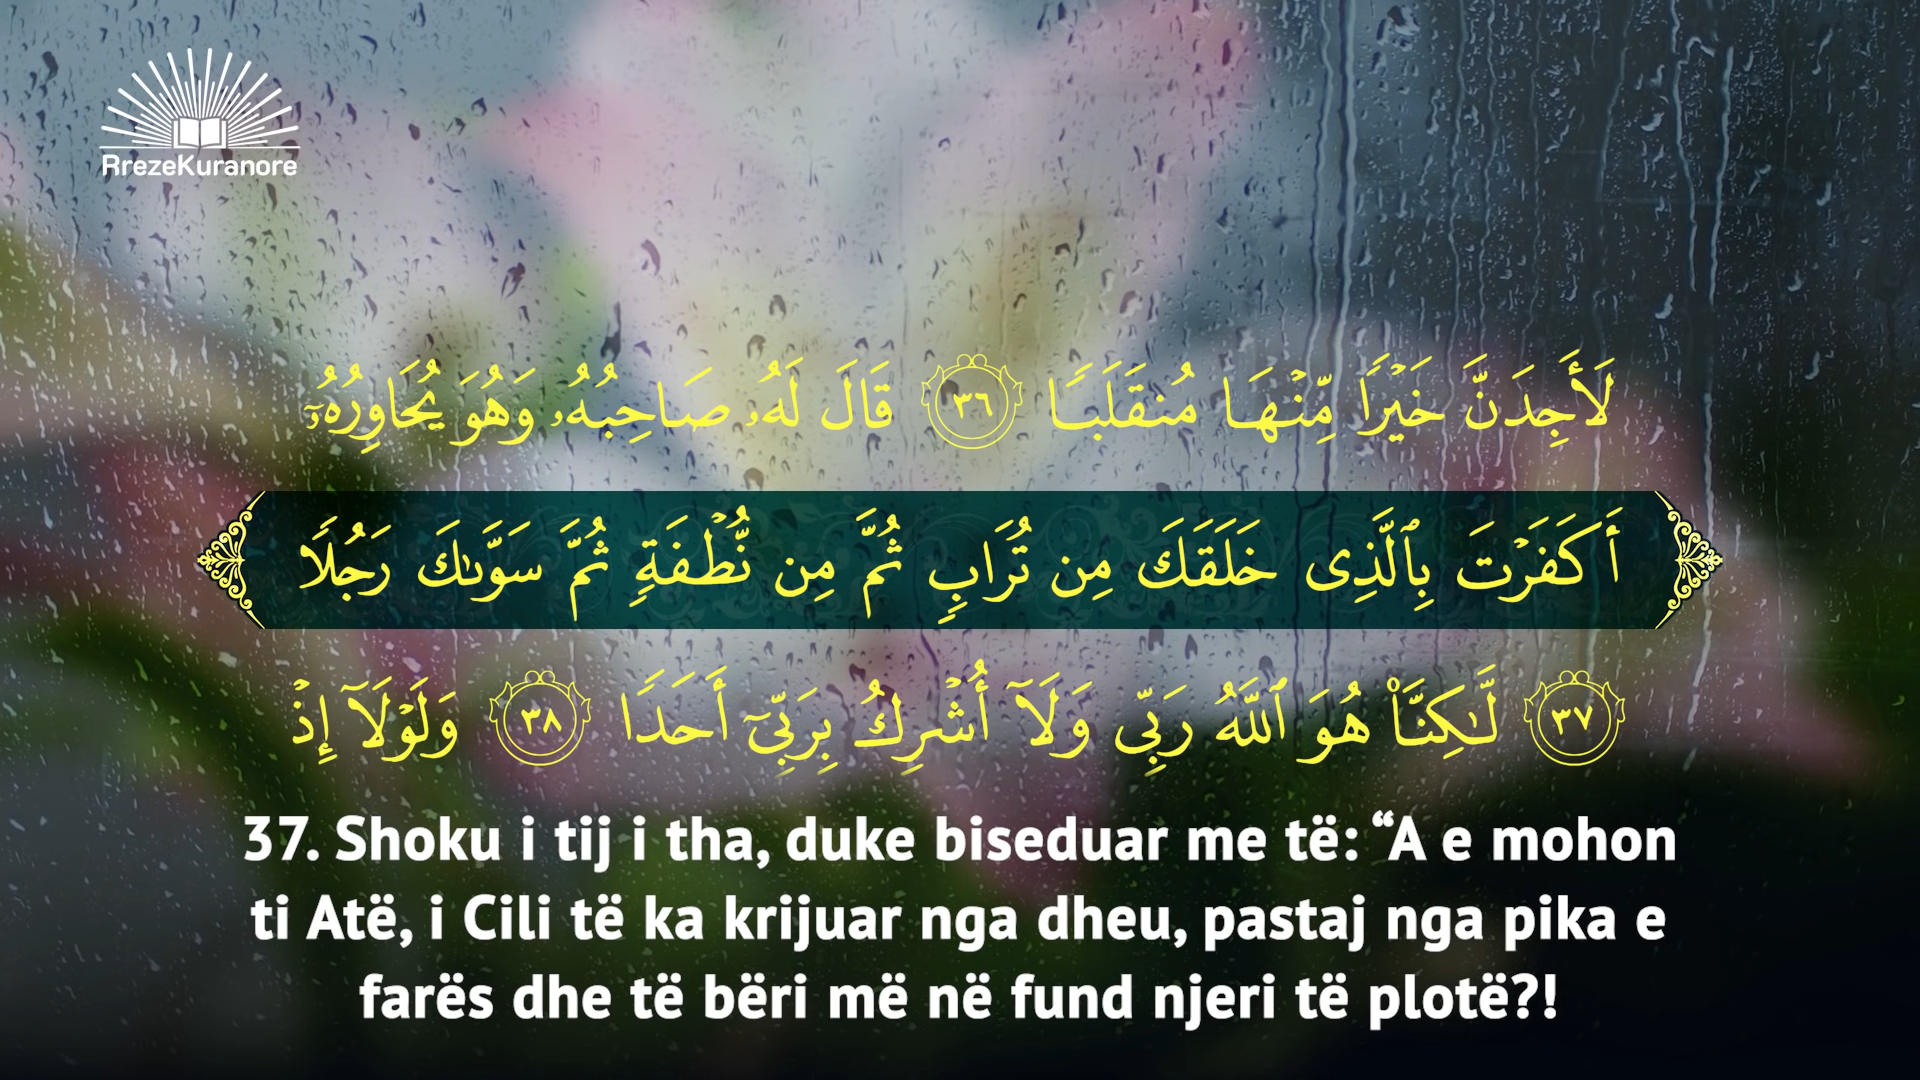 RrezeKuranore
لَأَجِدَنَّ خَيْرًا مِّنْهَا مُنقَلَبًا ٣٦ قَالَ لَهُۥ صَاحِبُهُۥ وَهُوَ يُحَاوِرُهُۥٓ
أَكَفَرْتَ بِٱلَّذِى خَلَقَكَ مِن تُرَابٍ ثُمَّ مِن نُّطْفَةٍ ثُمَّ سَوَّىٰكَ رَجُلًا
٣٧ لَّٰكِنَّا۠ هُوَ ٱللَّهُ رَبِّى وَلَآ أُشْرِكُ بِرَبِّىٓ أَحَدًا ٣٨ وَلَوْلَآ إِذْ
37. Shoku i tij i tha, duke biseduar me të: “A e mohon
ti Atë, i Cili të ka krijuar nga dheu, pastaj nga pika e
farës dhe të bëri më në fund njeri të plotë?!